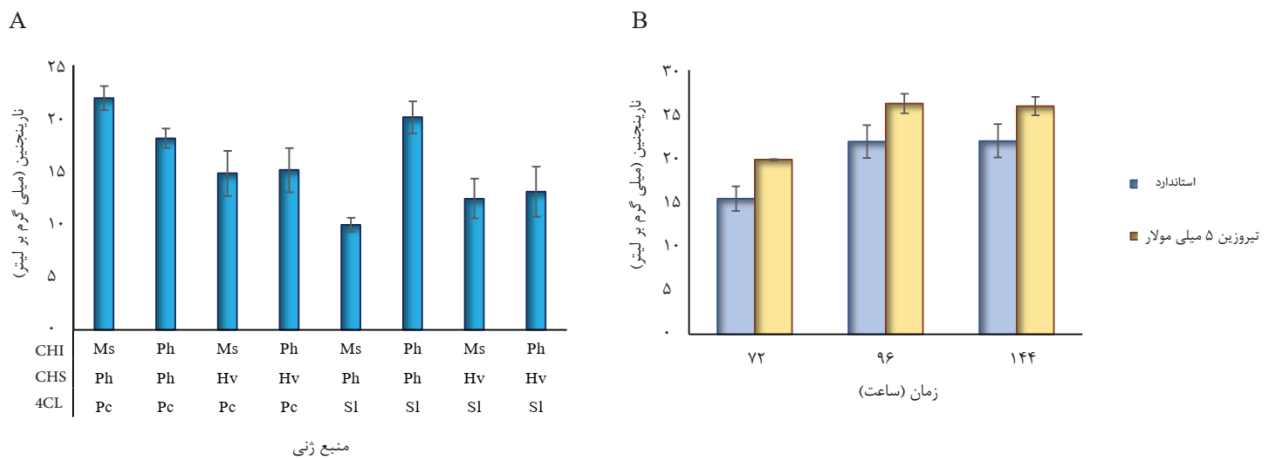 A
نارینجنین (میلی گرم بر لیتر)
۲۵
۲۰
۱۵
۱۰
۵
۰
CHI Ms Ph Ms Ph Ms Ph Ms Ph
CHS Ph Ph Hv Hv Ph Ph Hv Hv
4CL Pc Pc Pc Pc Sl Sl Sl Sl
منبع ژنی
B
نارینجنین (میلی گرم بر لیتر)
۳۰
۲۵
۲۰
۱۵
۱۰
۵
۰
۷۲ ۹۶ ۱۴۴
زمان (ساعت)
استاندارد
تیروزین ۵ میلی مولار